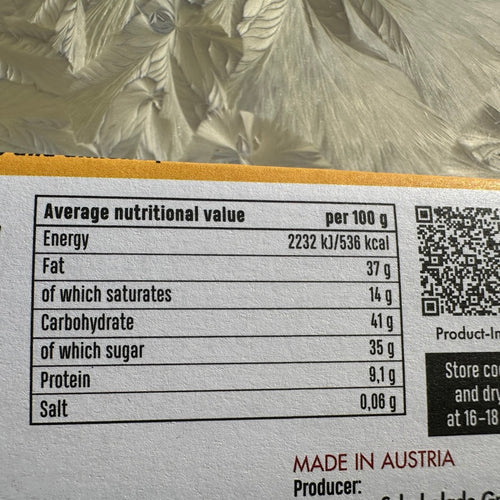 Average nutritional value per 100 g
Energy 2232 kJ/536 kcal
Fat 37 g
of which saturates 14 g
Carbohydrate 41 g
of which sugar 35 g
Protein 9,1 g
Salt 0,06 g
Product-In
Store co
and dry
at 16-18
MADE IN AUSTRIA
Producer: